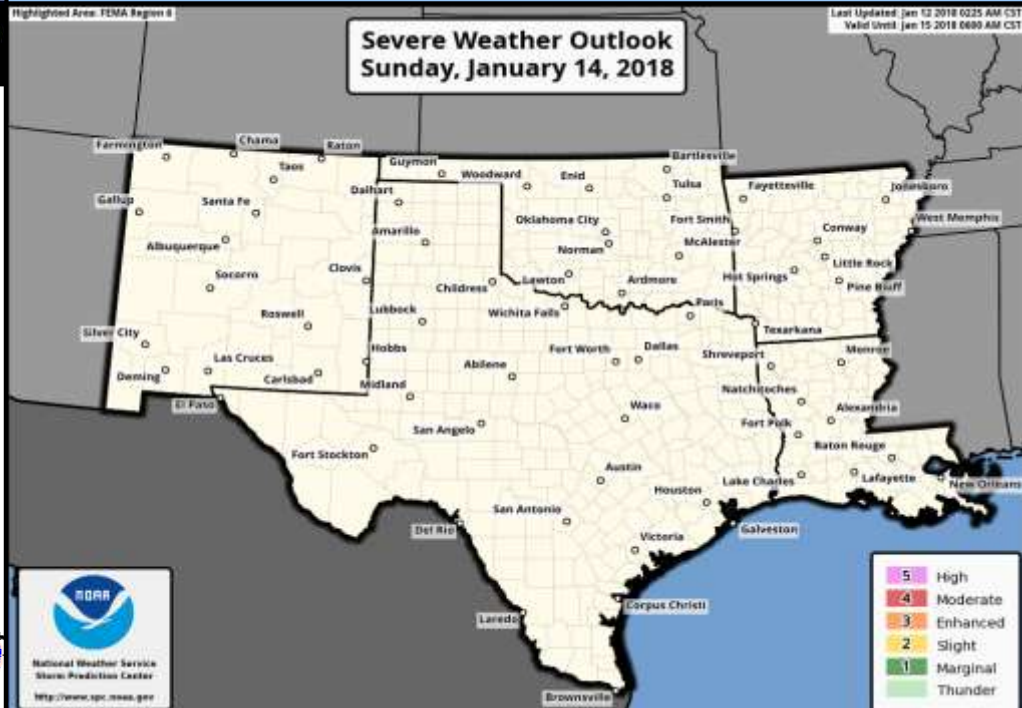 Highlighted Area: FEMA Region 6
Last Updated: Jan 12 2018 0225 AM CST
Valid Until: Jan 15 2018 0600 AM CST
Severe Weather Outlook
Sunday, January 14, 2018
Farmington
Chama
Raton
Taos
Guymon
Woodward
Enid
Bartlesville
Tulsa
Fayetteville
Jonesboro
Gallup
Santa Fe
Dalhart
Oklahoma City
Fort Smith
West Memphis
Albuquerque
Amarillo
Norman
McAlester
Conway
Socorro
Clovis
Childress
Lawton
Ardmore
Hot Springs
Little Rock
Pine Bluff
Roswell
Lubbock
Wichita Falls
Paris
Texarkana
Silver City
Las Cruces
Hobbs
Abilene
Fort Worth
Dallas
Shreveport
Monroe
Deming
Carlsbad
Midland
Natchitoches
El Paso
Waco
Alexandria
San Angelo
Fort Polk
Fort Stockton
Baton Rouge
Austin
Lake Charles
Lafayette
New Orleans
Houston
San Antonio
Del Rio
Galveston
Victoria
Corpus Christi
Laredo
Brownsville
NOAA
National Weather Service
Storm Prediction Center
http://www.spc.noaa.gov
5 High
4 Moderate
3 Enhanced
2 Slight
1 Marginal
Thunder